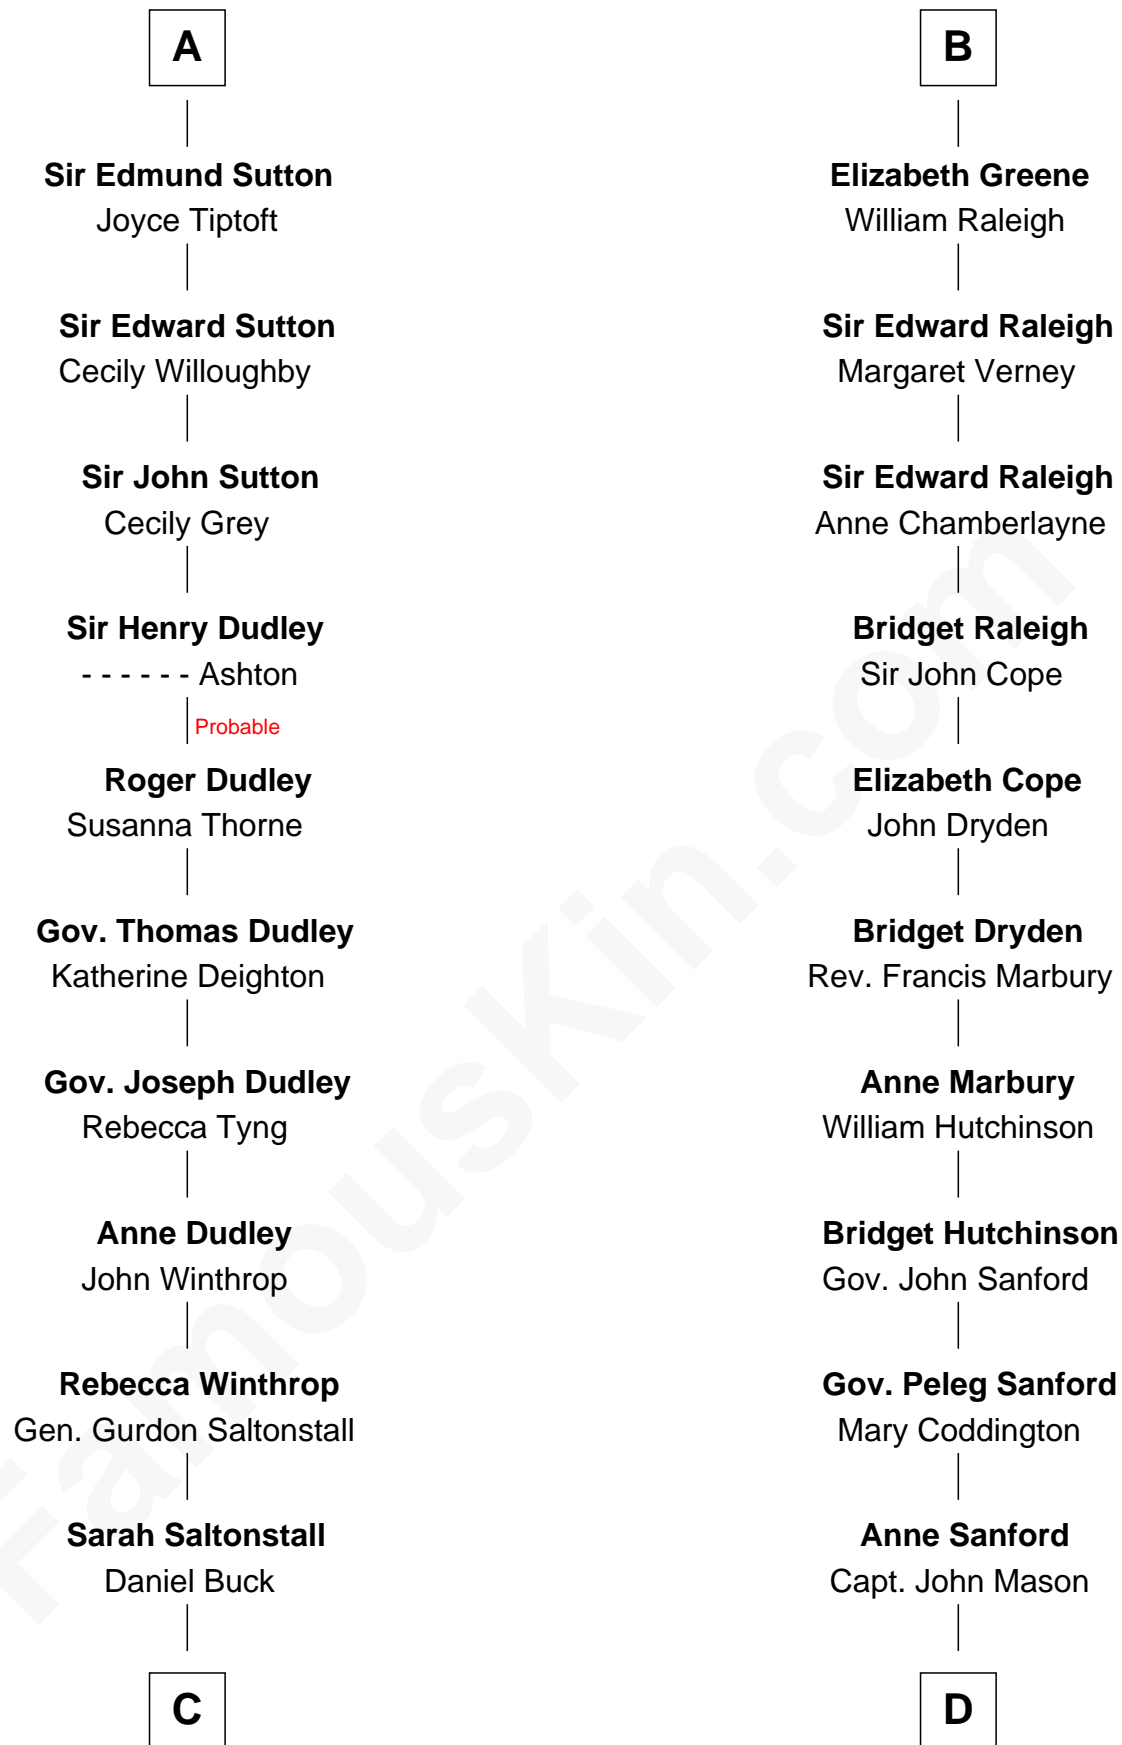 A
Sir Edmund Sutton
Joyce Tiptoft
Sir Edward Sutton
Cecily Willoughby
Sir John Sutton
Cecily Grey
Sir Henry Dudley
- - - - - - Ashton
Probable
Roger Dudley
Susanna Thorne
Gov. Thomas Dudley
Katherine Deighton
Gov. Joseph Dudley
Rebecca Tyng
Anne Dudley
John Winthrop
Rebecca Winthrop
Gen. Gurdon Saltonstall
Sarah Saltonstall
Daniel Buck
C
B
Elizabeth Greene
William Raleigh
Sir Edward Raleigh
Margaret Verney
Sir Edward Raleigh
Anne Chamberlayne
Bridget Raleigh
Sir John Cope
Elizabeth Cope
John Dryden
Bridget Dryden
Rev. Francis Marbury
Anne Marbury
William Hutchinson
Bridget Hutchinson
Gov. John Sanford
Gov. Peleg Sanford
Mary Coddington
Anne Sanford
Capt. John Mason
D
FamousKin.com